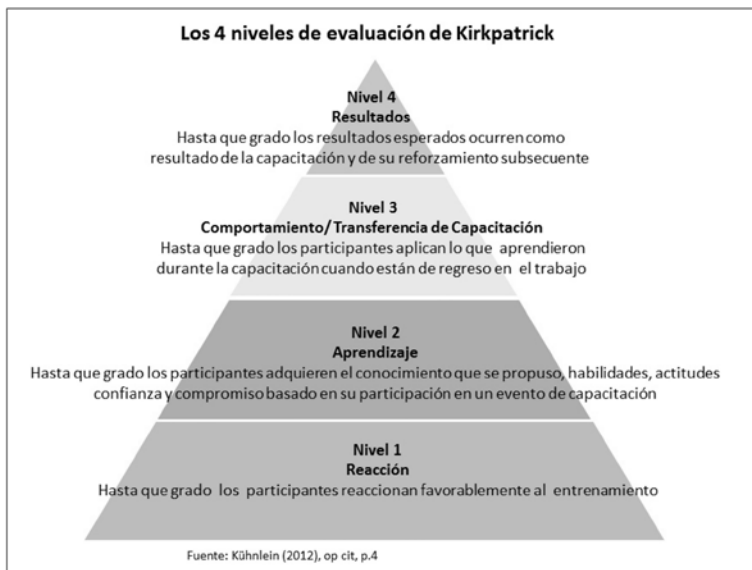 Los 4 niveles de evaluación de Kirkpatrick
Nivel 4
Resultados
Hasta que grado los resultados esperados ocurren como
resultado de la capacitación y de su reforzamiento subsecuente
Nivel 3
Comportamiento/Transferencia de Capacitación
Hasta que grado los participantes aplican lo que aprendieron
durante la capacitación cuando están de regreso en el trabajo
Nivel 2
Aprendizaje
Hasta que grado los participantes adquieren el conocimiento que se propuso, habilidades, actitudes
confianza y compromiso basado en su participación en un evento de capacitación
Nivel 1
Reacción
Hasta que grado los participantes reaccionan favorablemente al entrenamiento
Fuente: Kühnlein (2012), op cit, p.4